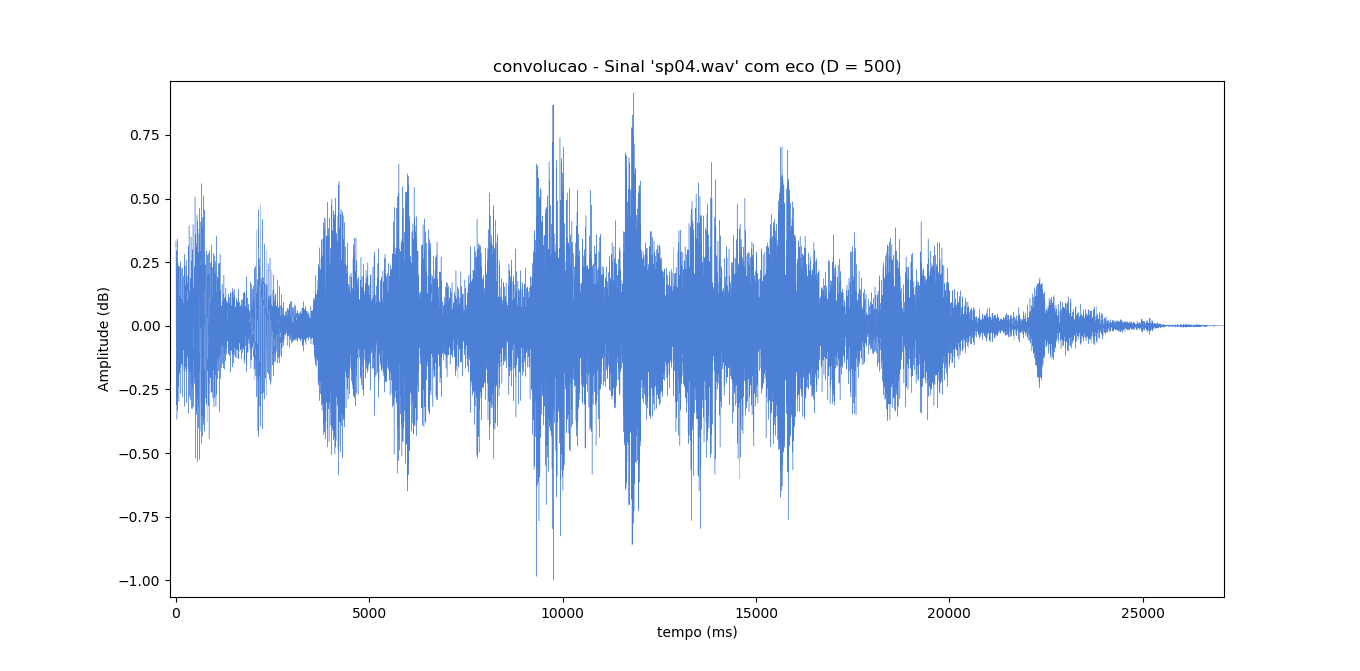 convolucao - Sinal 'sp04.wav' com eco (D = 500)
Amplitude (dB)
0.75
0.50
0.25
0.00
−0.25
−0.50
−0.75
−1.00
0 5000 10000 15000 20000 25000
tempo (ms)